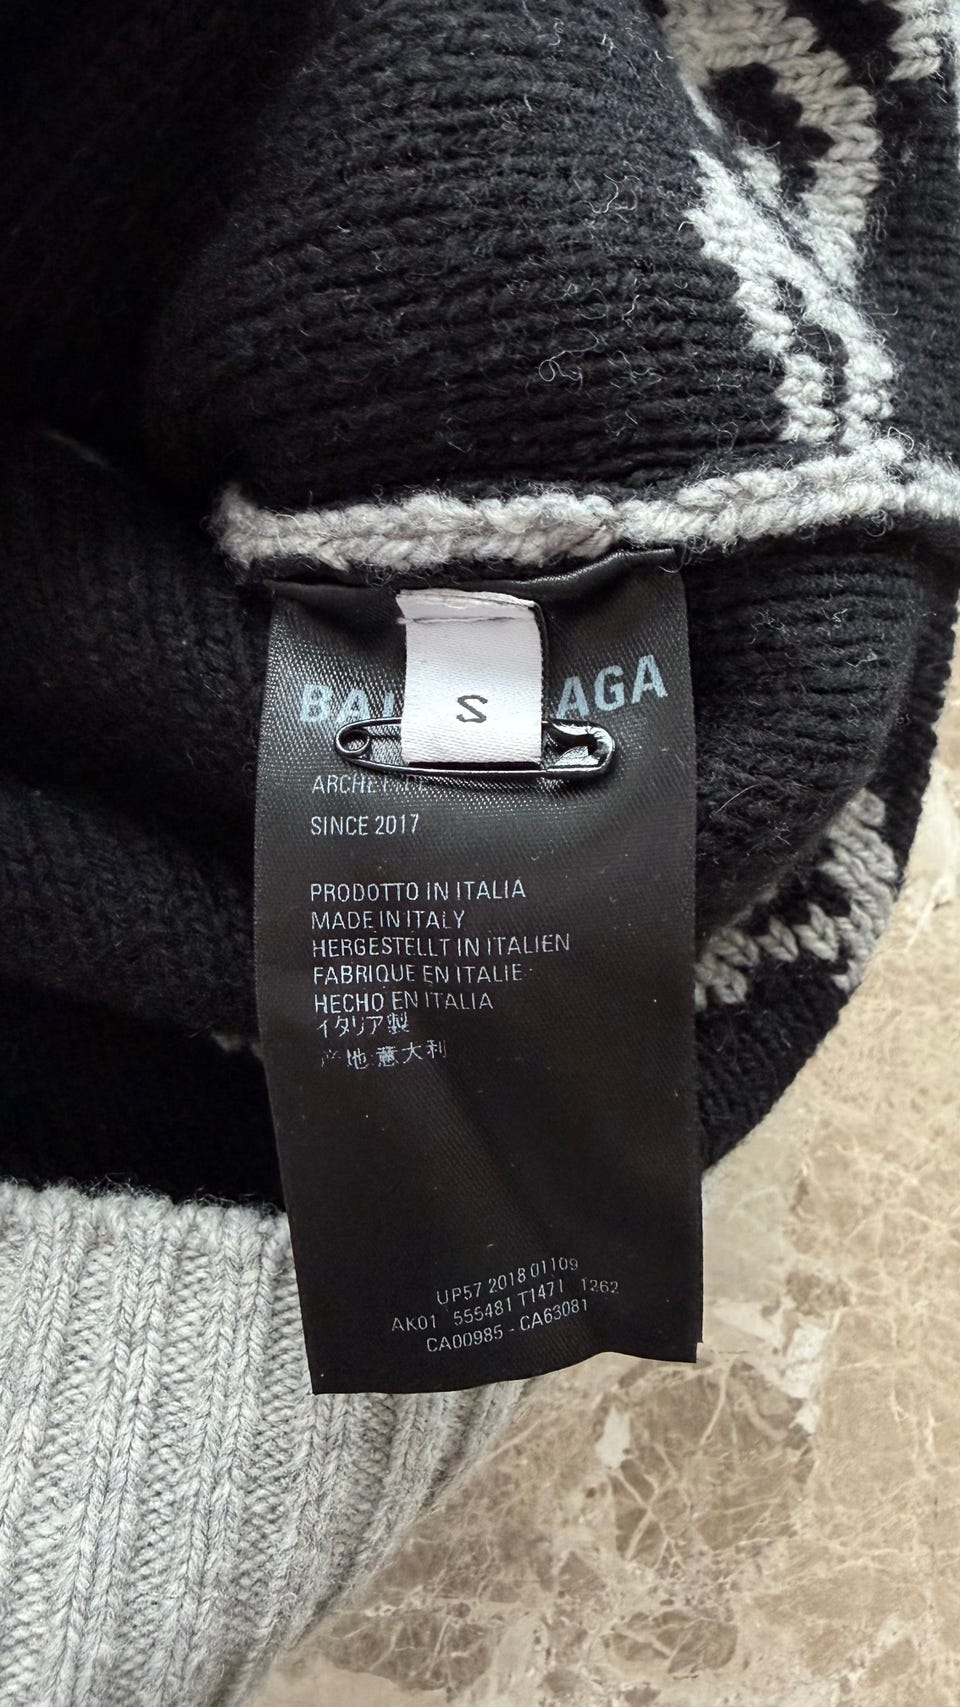 S
ARCHETYPE
SINCE 2017
PRODOTTO IN ITALIA
MADE IN ITALY
HERGESTELLT IN ITALIEN
FABRIQUE EN ITALIE
HECHO EN ITALIA
イタリア製
产地意大利
UP57 2018 01109
AK01 555481 T1471 1262
CA00985 - CA63081